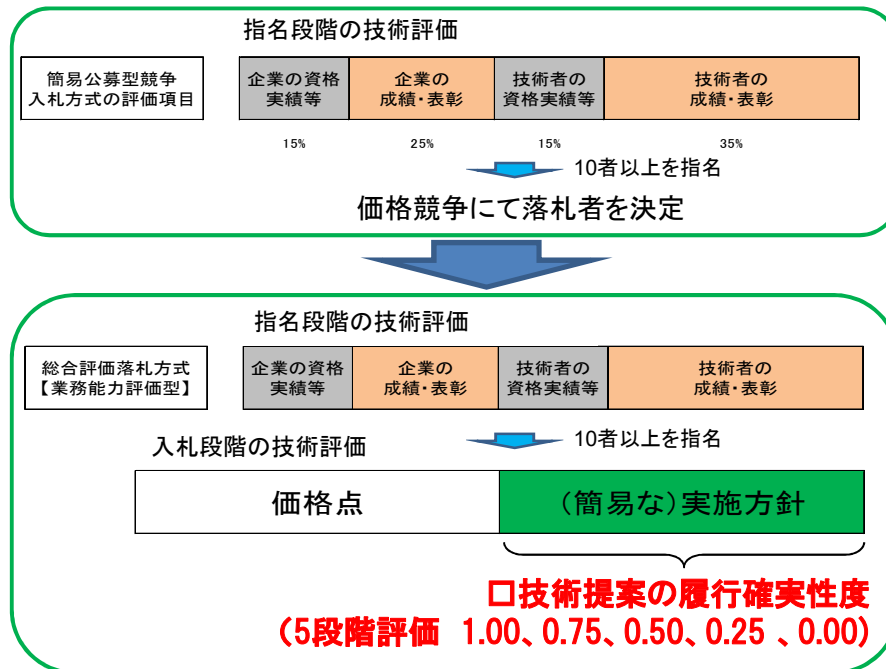 指名段階の技術評価
簡易公募型競争
入札方式の評価項目
企業の資格
実績等
企業の
成績・表彰
技術者の
資格実績等
技術者の
成績・表彰
15%
25%
15%
35%
10者以上を指名
価格競争にて落札者を決定
指名段階の技術評価
総合評価落札方式
【業務能力評価型】
企業の資格
実績等
企業の
成績・表彰
技術者の
資格実績等
技術者の
成績・表彰
10者以上を指名
入札段階の技術評価
価格点
(簡易な)実施方針
□技術提案の履行確実性度
(5段階評価 1.00、0.75、0.50、0.25 、0.00)